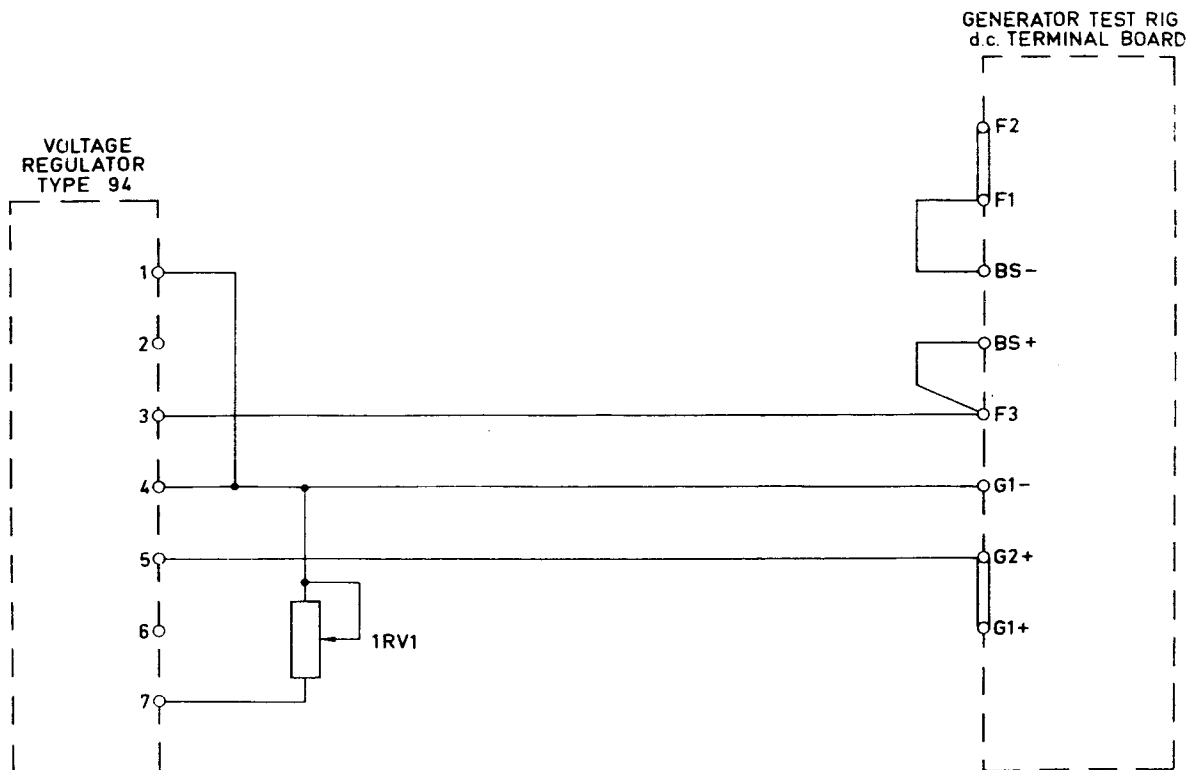 GENERATOR TEST RIG
d.c. TERMINAL BOARD
VOLTAGE
REGULATOR
TYPE 94
F2
F1
1
BS-
2
BS+
3
F3
4
G1-
5
G2+
6
1RV1
G1+
7